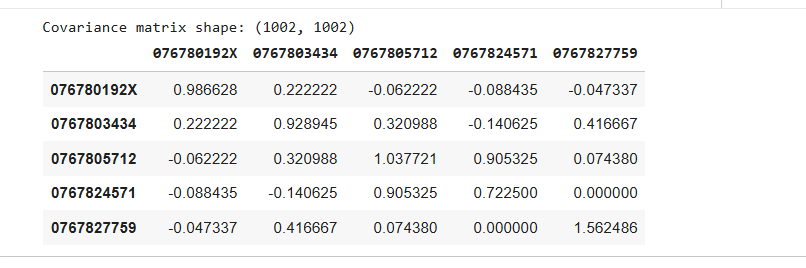 Covariance matrix shape: (1002, 1002)
076780192X 0767803434 0767805712 0767824571 0767827759
076780192X 0.986628 0.222222 -0.062222 -0.088435 -0.047337
0767803434 0.222222 0.928945 0.320988 -0.140625 0.416667
0767805712 -0.062222 0.320988 1.037721 0.905325 0.074380
0767824571 -0.088435 -0.140625 0.905325 0.722500 0.000000
0767827759 -0.047337 0.416667 0.074380 0.000000 1.562486